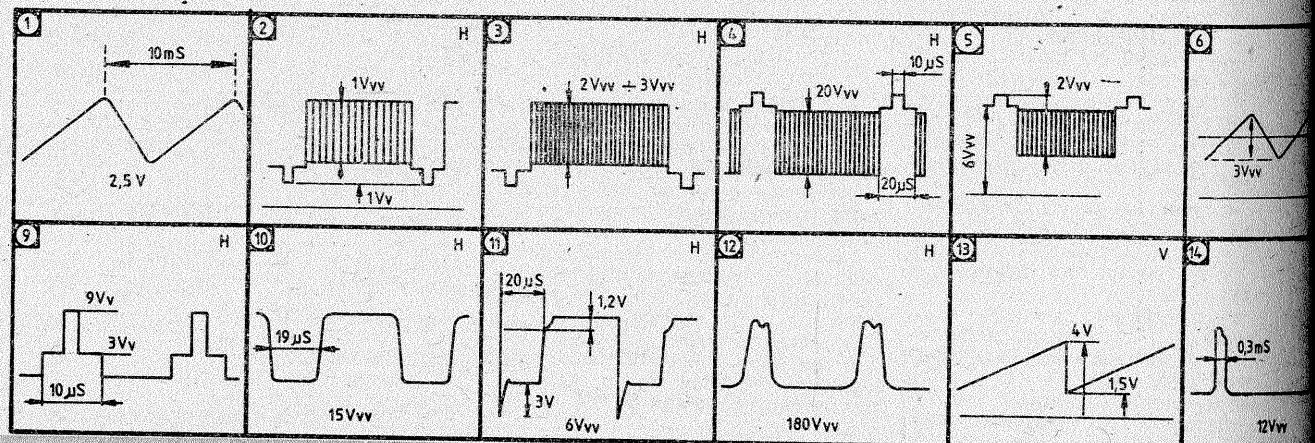 1
10mS
2,5 V
2
H
1Vvv
1Vv
3
H
2Vvv ÷ 3Vvv
4
H
10µS
20Vvv
20µS
5
2Vvv
6Vvv
6
3Vvv
9
H
9Vv
3Vv
10µS
10
H
19µS
15Vvv
11
H
20µS
1,2V
3V
6Vvv
12
H
180Vvv
13
V
4V
1,5V
14
0,3mS
12Vvv